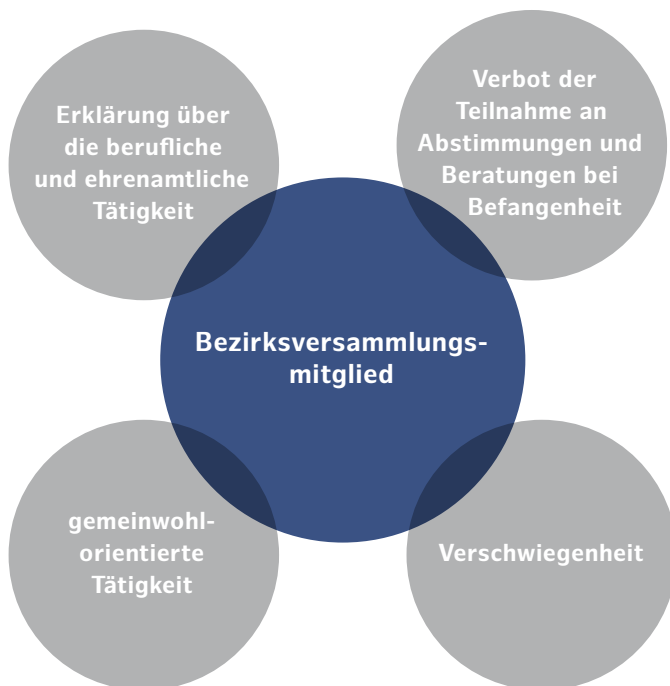 Erklärung über
die berufliche
und ehrenamtliche
Tätigkeit
Verbot der
Teilnahme an
Abstimmungen und
Beratungen bei
Befangenheit
Bezirksversammlungs-
mitglied
gemeinwohl-
orientierte
Tätigkeit
Verschwiegenheit